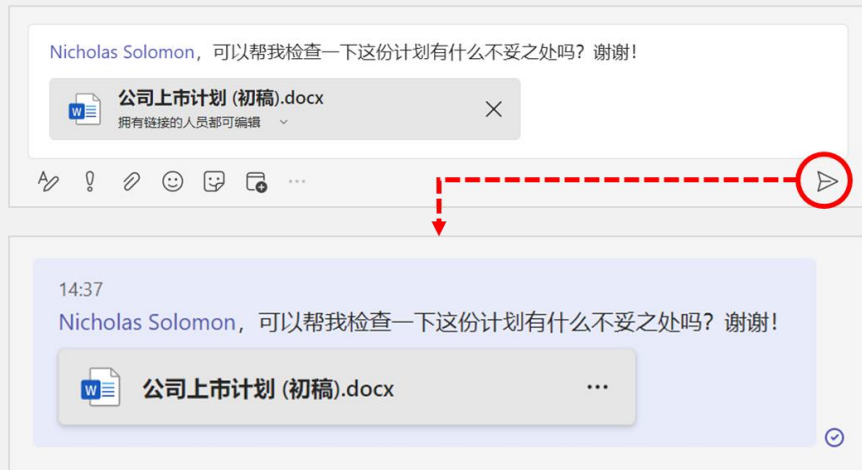 Nicholas Solomon，可以帮我检查一下这份计划有什么不妥之处吗？谢谢！
公司上市计划 (初稿).docx
拥有链接的人员都可编辑
14:37
Nicholas Solomon，可以帮我检查一下这份计划有什么不妥之处吗？谢谢！
公司上市计划 (初稿).docx